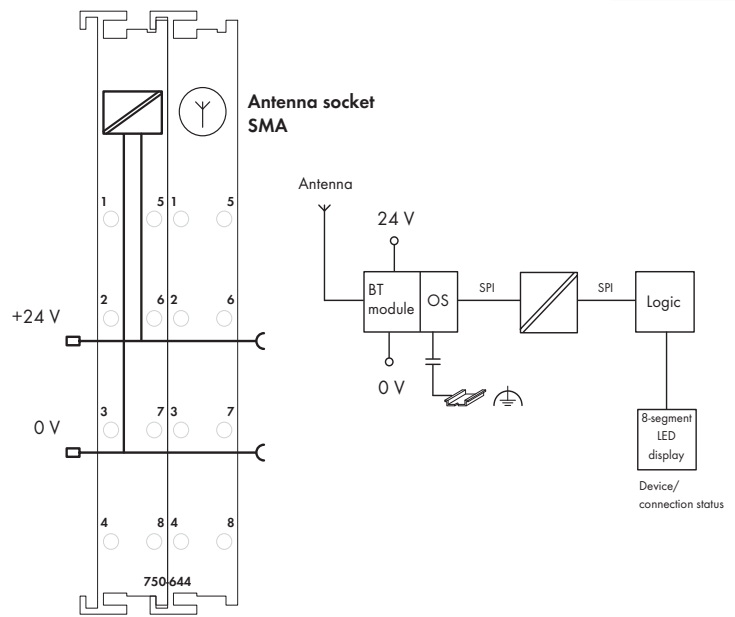 Antenna socket
SMA
1 5 1 5
2 6 2 6
+24 V
3 7 3 7
0 V
4 8 4 8
750-644
Antenna
24 V
BT
module
OS
SPI
SPI
Logic
0 V
8-segment
LED
display
Device/
connection status